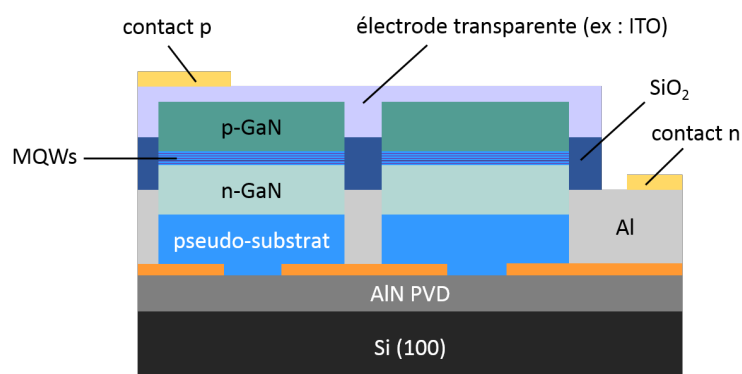 contact p
électrode transparente (ex : ITO)
SiO₂
p-GaN
contact n
MQWs
n-GaN
Al
pseudo-substrat
AlN PVD
Si (100)